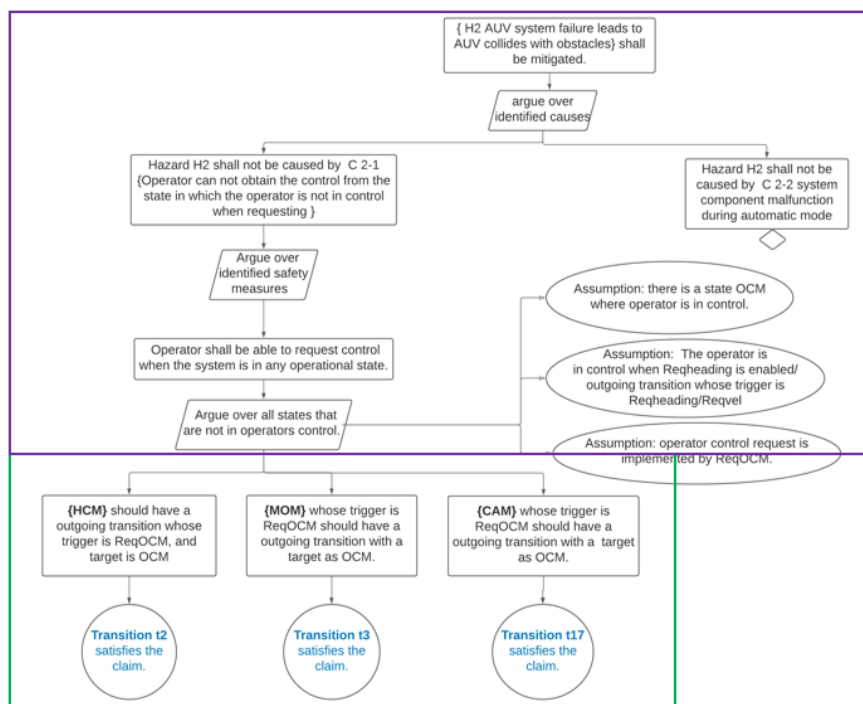 { H2 AUV system failure leads to
AUV collides with obstacles} shall
be mitigated.
argue over
identified causes
Hazard H2 shall not be caused by C 2-1
{Operator can not obtain the control from the
state in which the operator is not in control
when requesting }
Hazard H2 shall not be
caused by C 2-2 system
component malfunction
during automatic mode
Argue over
identified safety
measures
Assumption: there is a state OCM
where operator is in control.
Operator shall be able to request control
when the system is in any operational state.
Assumption: The operator is
in control when Reqheading is enabled/
outgoing transition whose trigger is
Reqheading/Reqvel
Argue over all states that
are not in operators control.
Assumption: operator control request is
implemented by ReqOCM.
{HCM} should have a
outgoing transition whose
trigger is ReqOCM, and
target is OCM
{MOM} whose trigger is
ReqOCM should have a
outgoing transition with a
target as OCM.
{CAM} whose trigger is
ReqOCM should have a
outgoing transition with a target
as OCM.
Transition t2
satisfies the
claim.
Transition t3
satisfies the
claim.
Transition t17
satisfies the
claim.